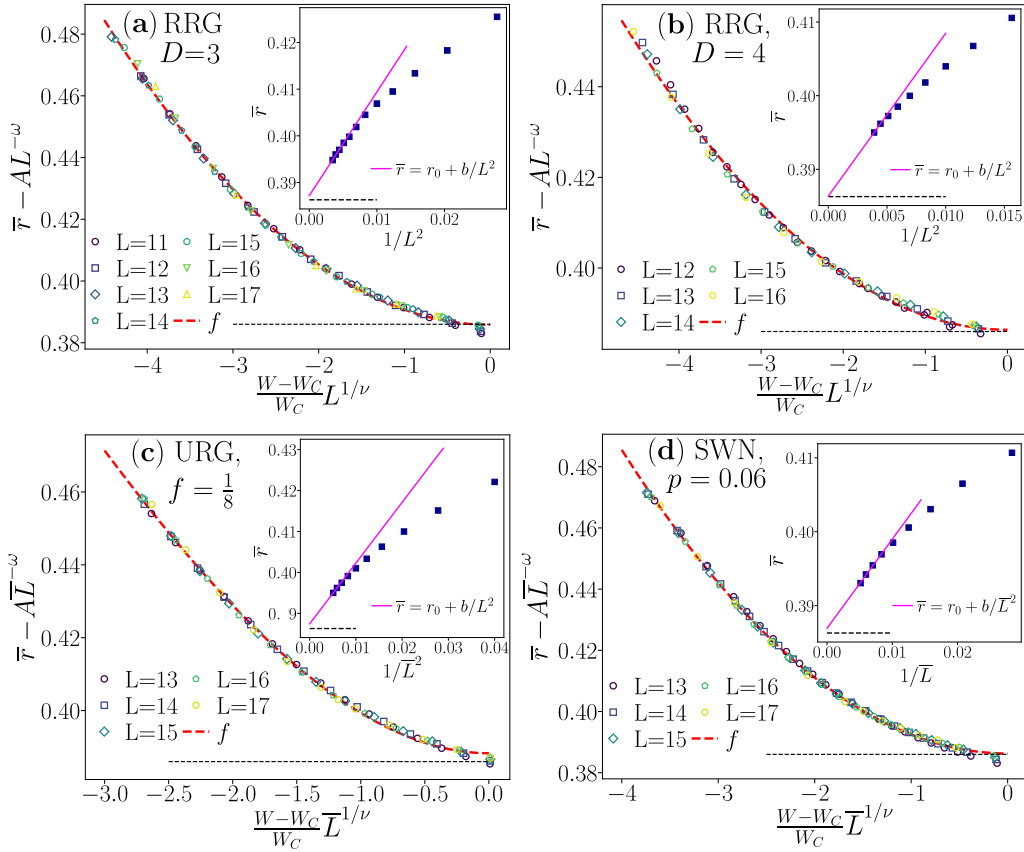 (a) RRG
D=3
r̅ − AL^{−ω}
0.48
0.46
0.44
0.42
0.40
0.38
−4
−3
−2
−1
0
\frac{W−W_C}{W_C}L^{1/ν}
L=11
L=12
L=13
L=14
L=15
L=16
L=17
f
r̅
0.42
0.41
0.40
0.39
0.00
0.02
1/L^2
r̅ = r_0 + b/L^2
(b) RRG,
D = 4
r̅ − AL^{−ω}
0.44
0.42
0.40
−4
−3
−2
−1
0
\frac{W−W_C}{W_C}L^{1/ν}
L=12
L=13
L=14
L=15
L=16
f
r̅
0.41
0.40
0.39
0.000
0.005
0.010
0.015
1/L^2
r̅ = r_0 + b/L^2
(c) URG,
f = \frac{1}{8}
r̅ − AL̅^{−ω}
0.46
0.44
0.42
0.40
−3.0
−2.5
−2.0
−1.5
−1.0
−0.5
0.0
\frac{W−W_C}{W_C}L̅^{1/ν}
L=13
L=14
L=15
L=16
L=17
f
r̅
0.43
0.42
0.41
0.40
0.9
0.00
0.01
0.02
0.03
0.04
1/L̅^2
r̅ = r_0 + b/L^2
(d) SWN,
p = 0.06
r̅ − AL̅^{−ω}
0.48
0.46
0.44
0.42
0.40
0.38
−4
−3
−2
−1
0
\frac{W−W_C}{W_C}L̅^{1/ν}
L=13
L=14
L=15
L=16
L=17
f
r̅
0.41
0.40
0.39
0.00
0.01
0.02
1/L̅
r̅ = r_0 + b/L̅^2